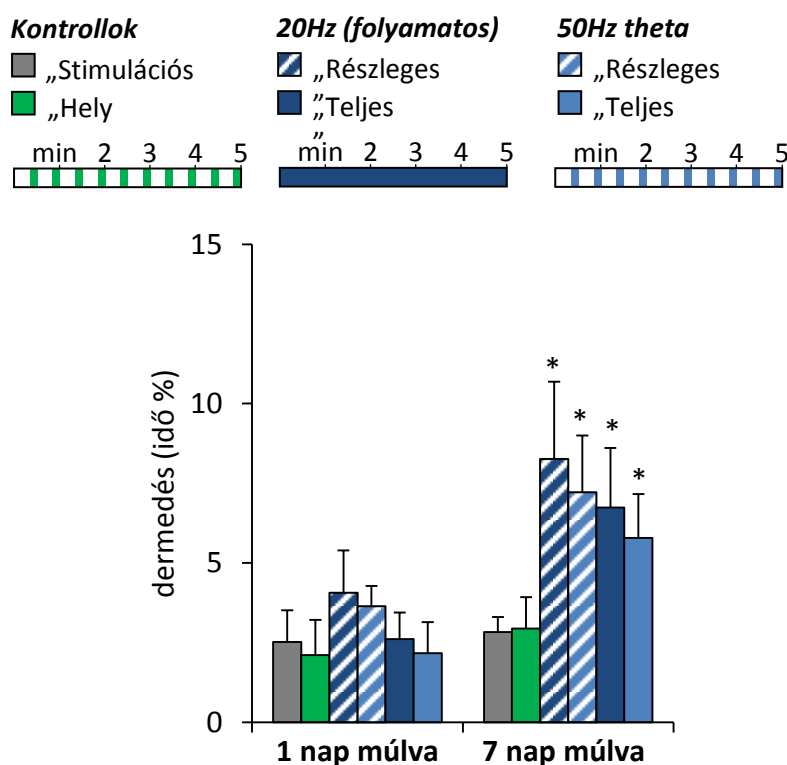 Kontrollok
20Hz (folyamatos)
50Hz theta
„Stimulációs
„Részleges
„Részleges
„Hely
„Teljes
„Teljes
„
„
min 2 3 4 5
min 2 3 4 5
min 2 3 4 5
15
10
5
0
dermedés (idő %)
*
*
*
*
1 nap múlva
7 nap múlva